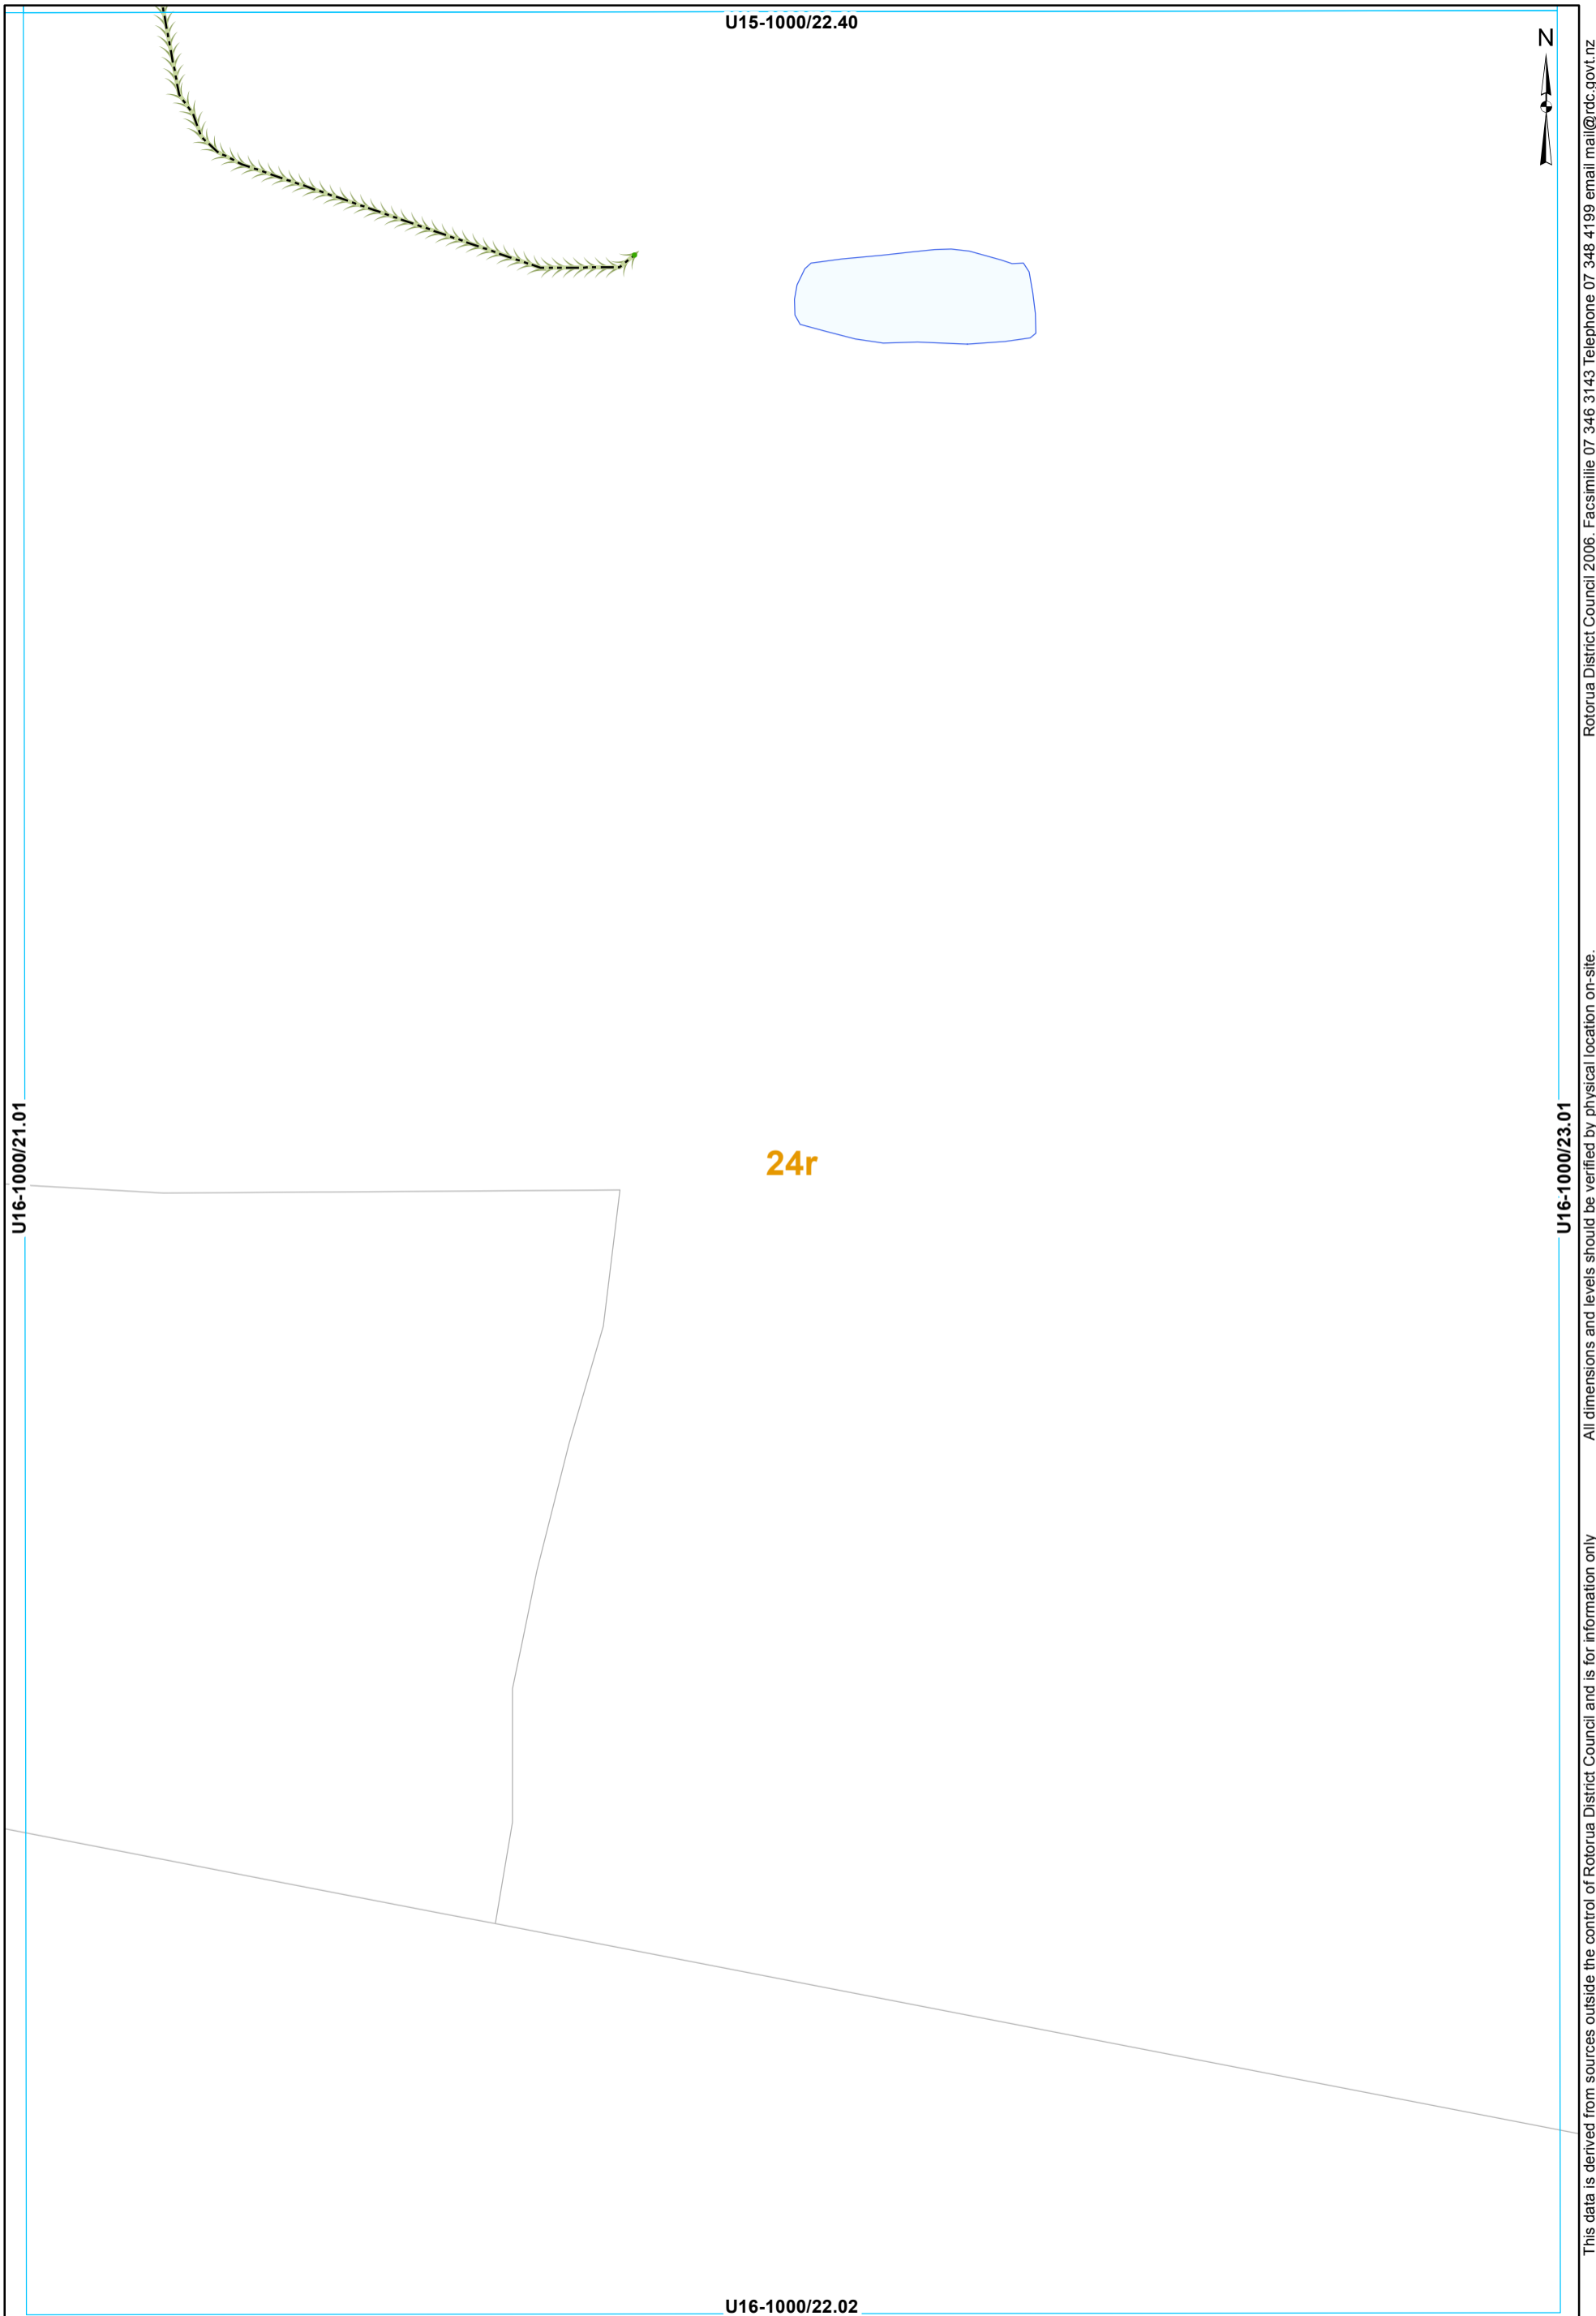 U15-1000/22.40
N
U16-1000/21.01
24r
U16-1000/23.01
U16-1000/22.02
This data is derived from sources outside the control of Rotorua District Council and is for information only
All dimensions and levels should be verified by physical location on-site.
Rotorua District Council 2006. Facsimilie 07 346 3143 Telephone 07 348 4199 email mail@rdc.govt.nz